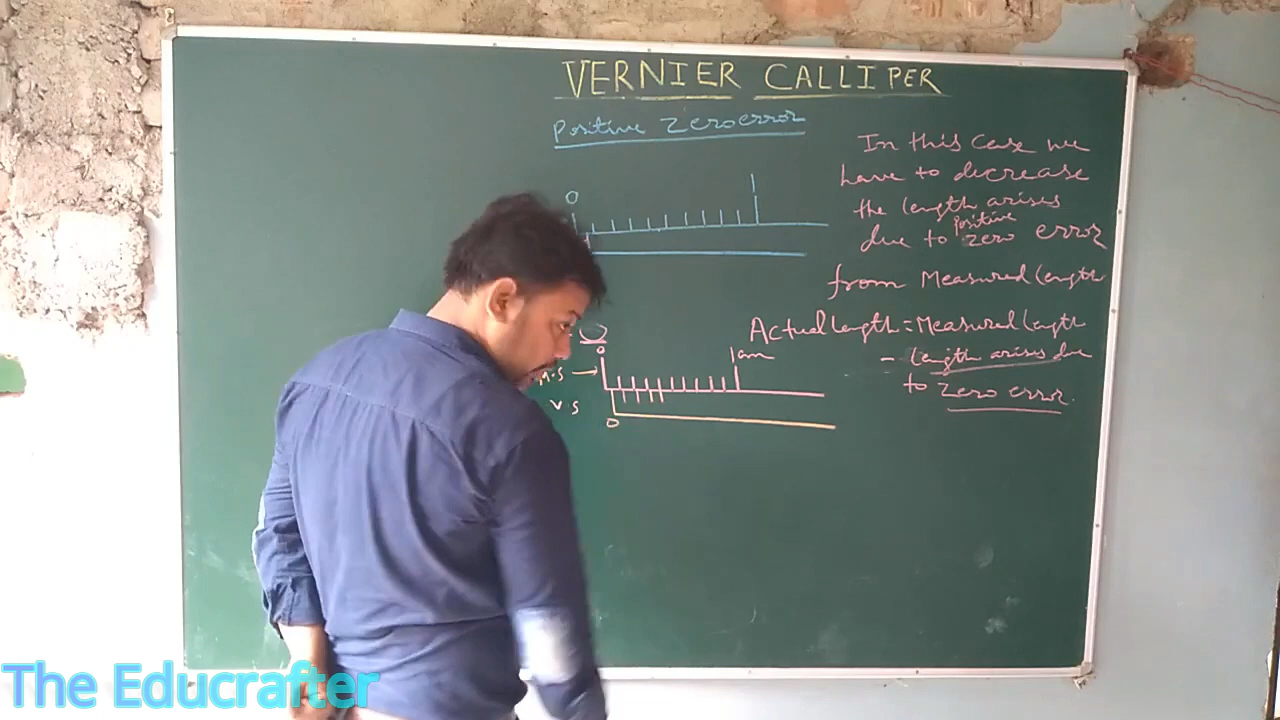 VERNIER CALLIPER
Positive Zero error
0
In this case we
have to decrease
the length arises
due to positive zero error
from Measured length.
Actual length = Measured length
- length arises due
to zero error.
0
1cm
M.S
V.S
0
The Educrafter